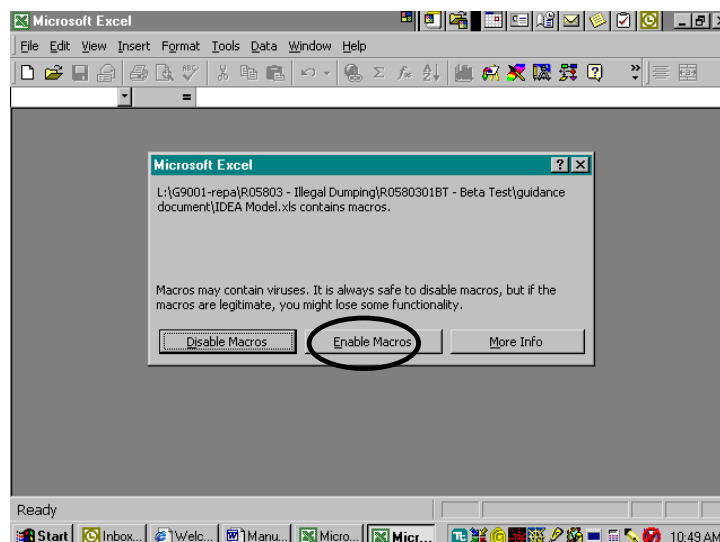 Microsoft Excel
File Edit View Insert Format Tools Data Window Help
=
Microsoft Excel
L:\G9001-repa\R05803 - Illegal Dumping\R0580301BT - Beta Test\guidance
document\IDEA Model.xls contains macros.
Macros may contain viruses. It is always safe to disable macros, but if the
macros are legitimate, you might lose some functionality.
Disable Macros Enable Macros More Info
Ready
Start Inbox... Welc... Manu... Micro... Micr... 10:49 AM